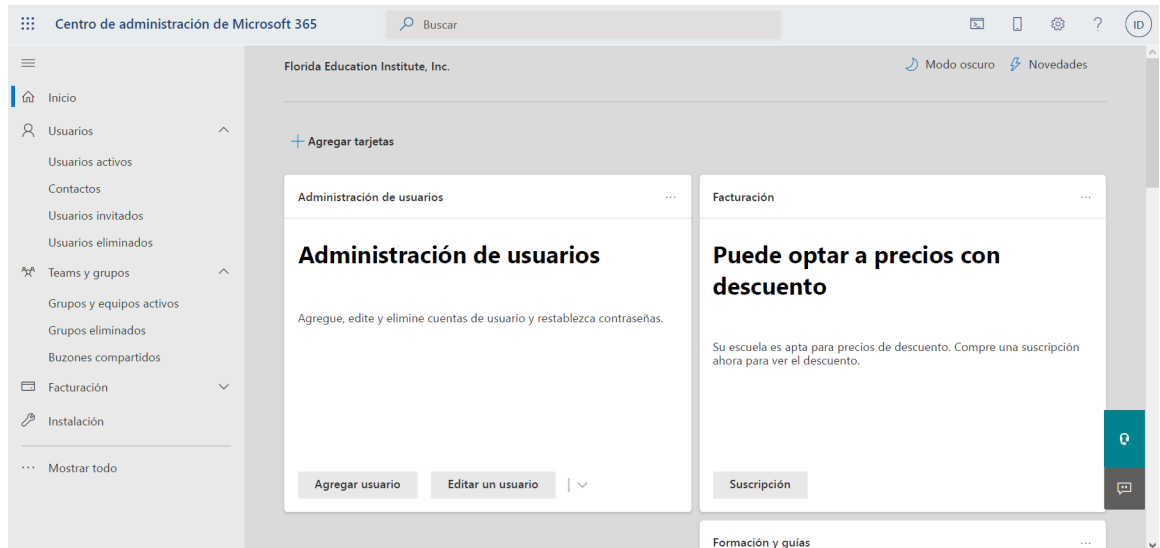 Centro de administración de Microsoft 365
Buscar
ID
Florida Education Institute, Inc.
Modo oscuro
Novedades
Inicio
Usuarios
Usuarios activos
Contactos
Usuarios invitados
Usuarios eliminados
Teams y grupos
Grupos y equipos activos
Grupos eliminados
Buzones compartidos
Facturación
Instalación
Mostrar todo
Agregar tarjetas
Administración de usuarios
Administración de usuarios
Agregue, edite y elimine cuentas de usuario y restablezca contraseñas.
Agregar usuario
Editar un usuario
Facturación
Puede optar a precios con
descuento
Su escuela es apta para precios de descuento. Compre una suscripción
ahora para ver el descuento.
Suscripción
Formación y guías